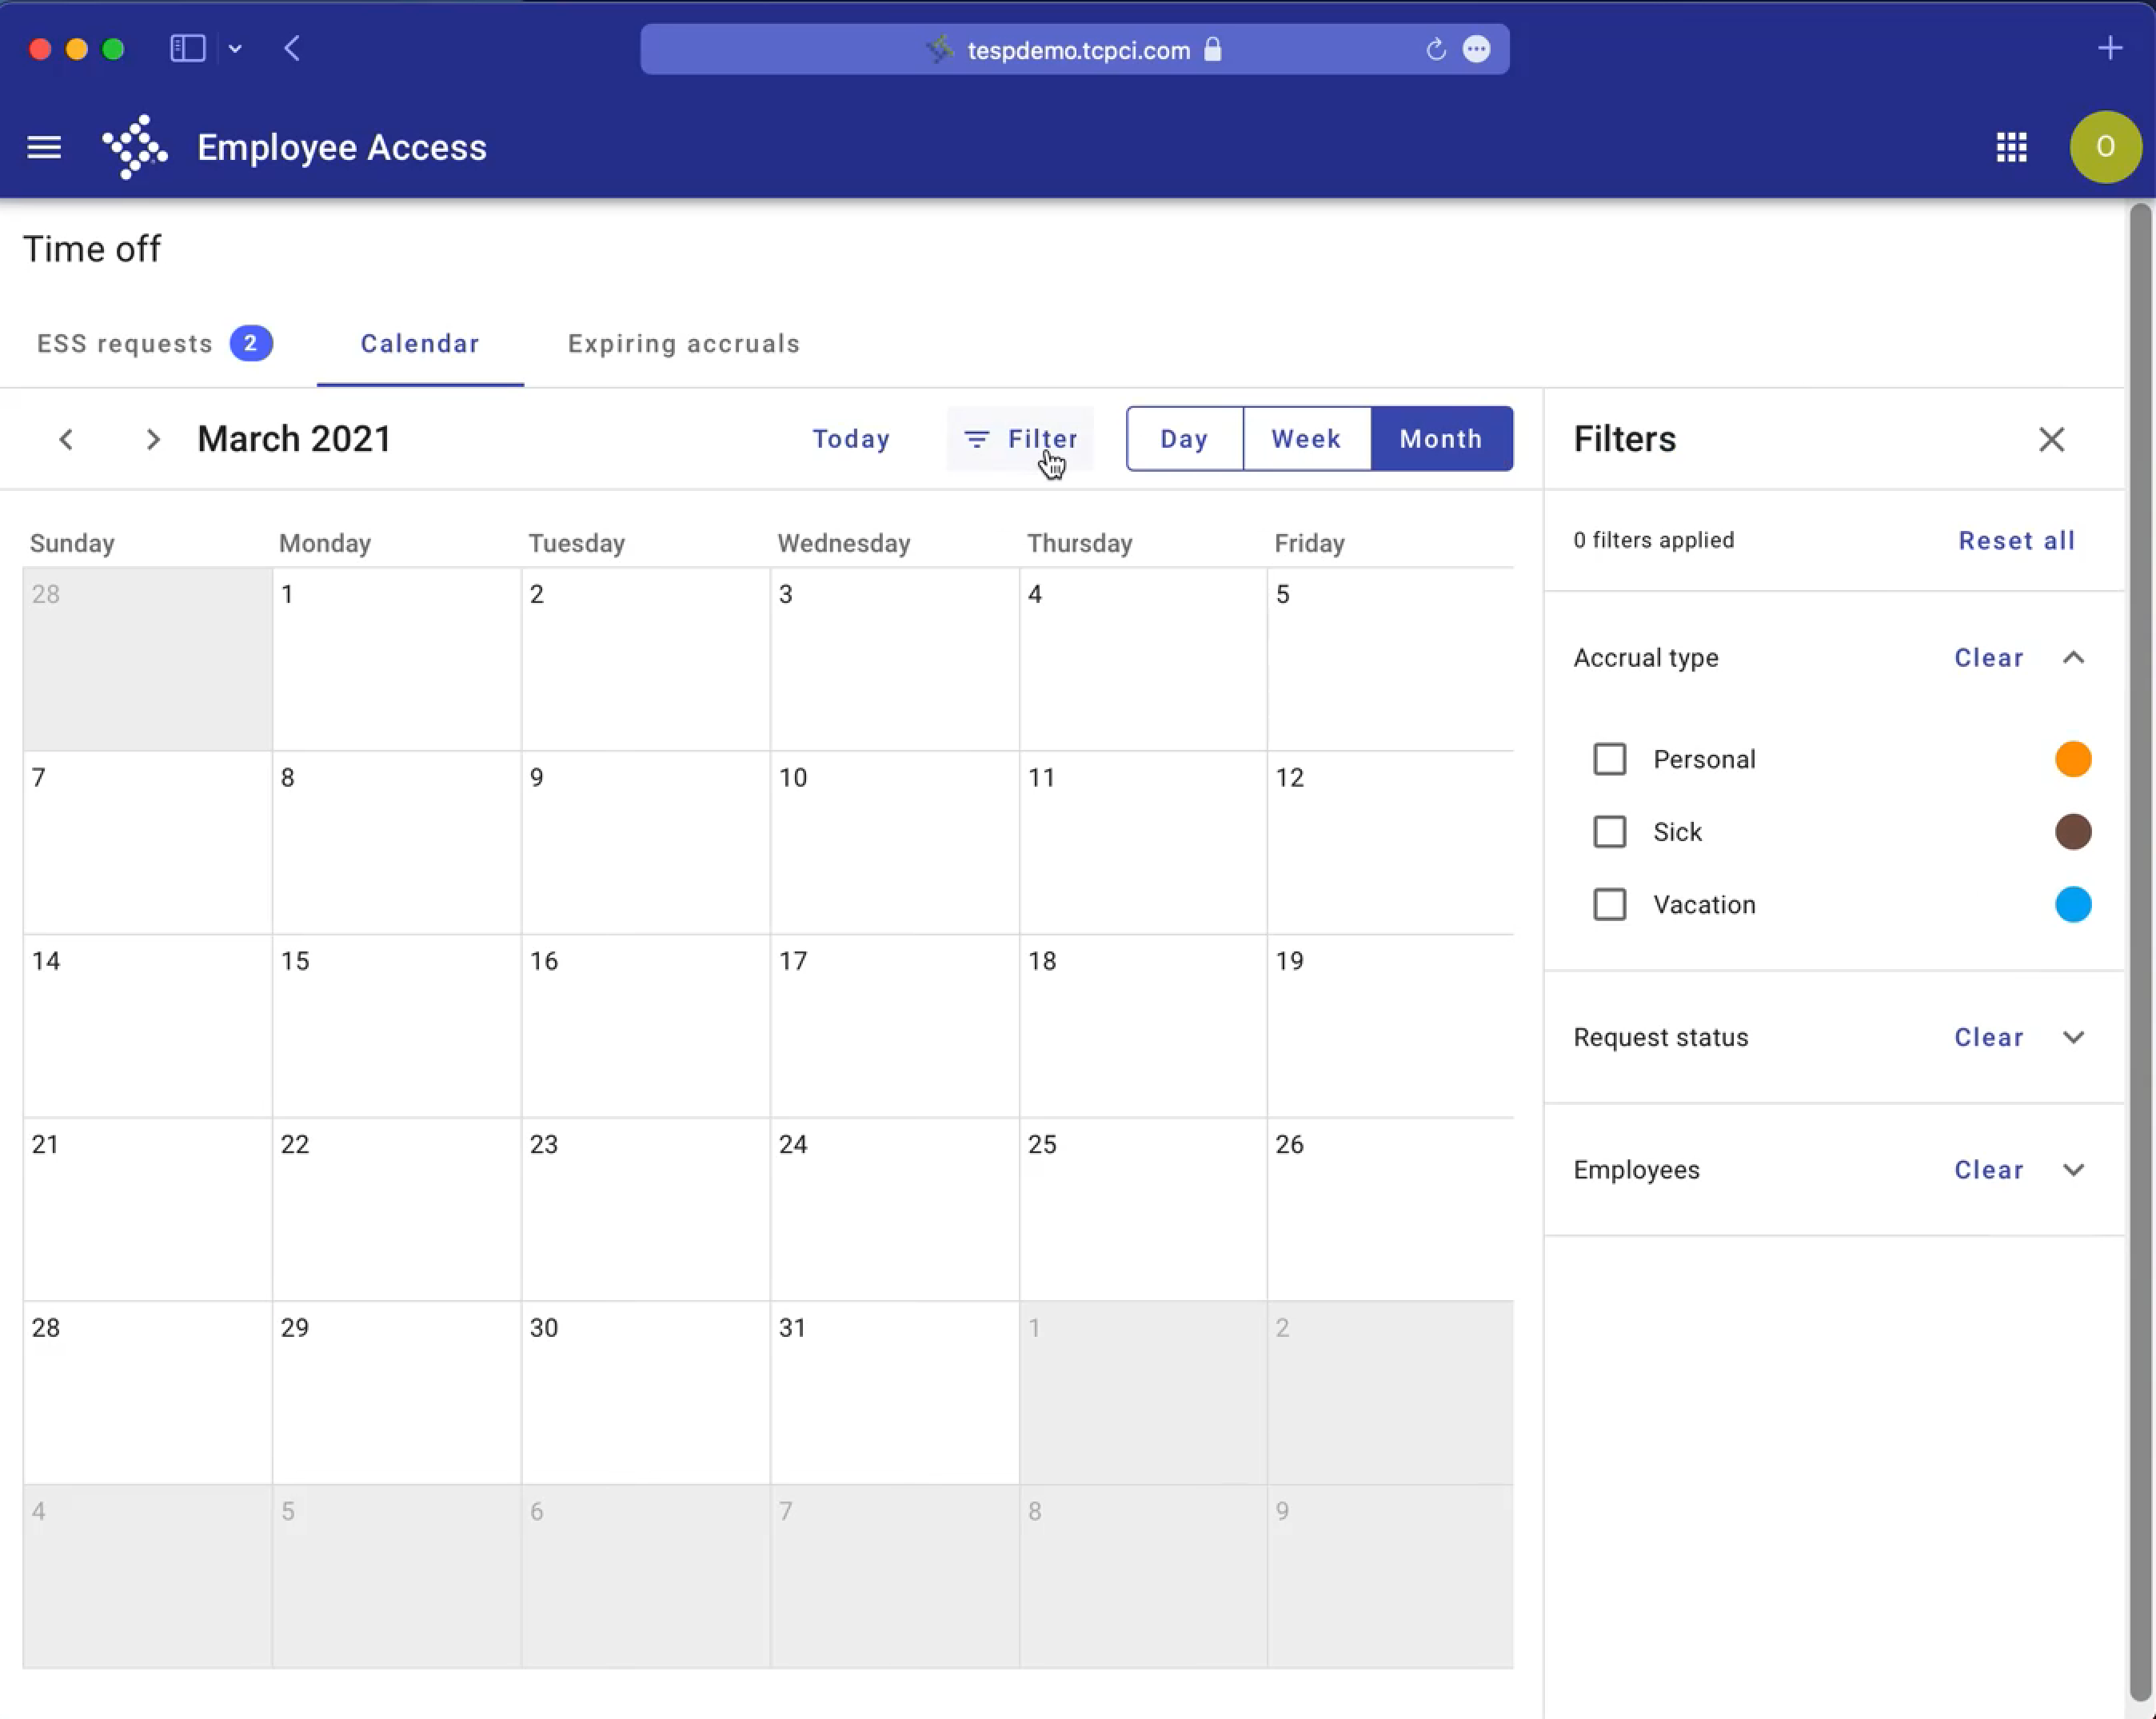 tespdemo.tcpci.com
Employee Access
O
Time off
ESS requests 2
Calendar
Expiring accruals
March 2021
Today
Filter
Day
Week
Month
Sunday Monday Tuesday Wednesday Thursday Friday
28 1 2 3 4 5
7 8 9 10 11 12
14 15 16 17 18 19
21 22 23 24 25 26
28 29 30 31 1 2
4 5 6 7 8 9
Filters
0 filters applied Reset all
Accrual type Clear
Personal
Sick
Vacation
Request status Clear
Employees Clear